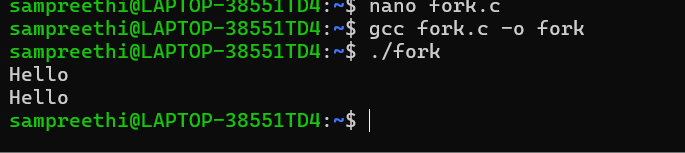 sampreethi@LAPTOP-38551TD4:~$ nano fork.c
sampreethi@LAPTOP-38551TD4:~$ gcc fork.c -o fork
sampreethi@LAPTOP-38551TD4:~$ ./fork
Hello
Hello
sampreethi@LAPTOP-38551TD4:~$